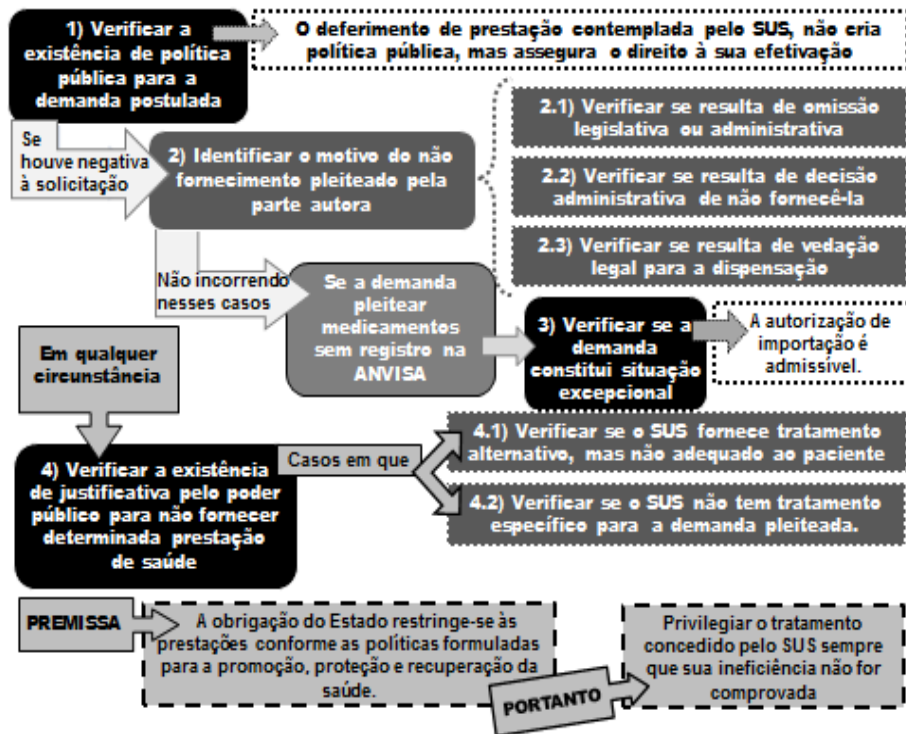 1) Verificar a
existência de política
pública para a
demanda postulada
O deferimento de prestação contemplada pelo SUS, não cria
política pública, mas assegura o direito à sua efetivação
Se
houve negativa
à solicitação
2) Identificar o motivo do não
fornecimento pleiteado pela
parte autora
2.1) Verificar se resulta de omissão
legislativa ou administrativa
2.2) Verificar se resulta de decisão
administrativa de não fornecê-la
2.3) Verificar se resulta de vedação
legal para a dispensação
Não incorrendo
nesses casos
Se a demanda
pleitear
medicamentos
sem registro na
ANVISA
3) Verificar se a
demanda
constitui situação
excepcional
A autorização de
importação é
admissível.
Em qualquer
circunstância
4) Verificar a existência
de justificativa pelo poder
público para não fornecer
determinada prestação
de saúde
Casos em que
4.1) Verificar se o SUS fornece tratamento
alternativo, mas não adequado ao paciente
4.2) Verificar se o SUS não tem tratamento
específico para a demanda pleiteada.
PREMISSA
A obrigação do Estado restringe-se às
prestações conforme as políticas formuladas
para a promoção, proteção e recuperação da
saúde.
PORTANTO
Privilegiar o tratamento
concedido pelo SUS sempre
que sua ineficiência não for
comprovada